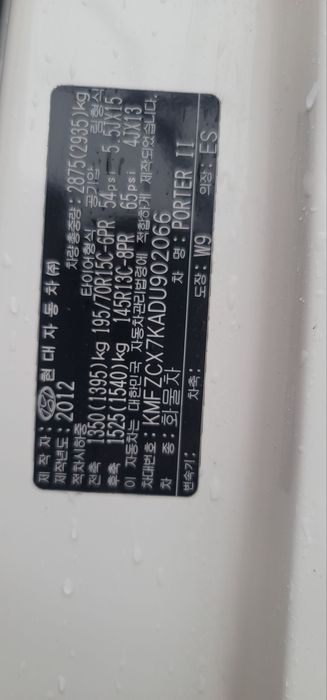 제 작 자: 현 대 자 동 차 (주)
제작년도: 2012
적차시하중 타이어형식 공기압 림형식
차량총중량: 2875(2935)kg
전축 1350(1395)kg 195/70R15C-6PR 54psi 5.5JX15
후축 1525(1540)kg 145R13C-8PR 65psi 4JX13
이 자동차는 대한민국 자동차관리법령에 적합하게 제작되었습니다.
차대번호: KMFZCX7KADU902066
차 종: 화물차 차 명: PORTER II
변속기: 차축: 도장: W9 의장: ES